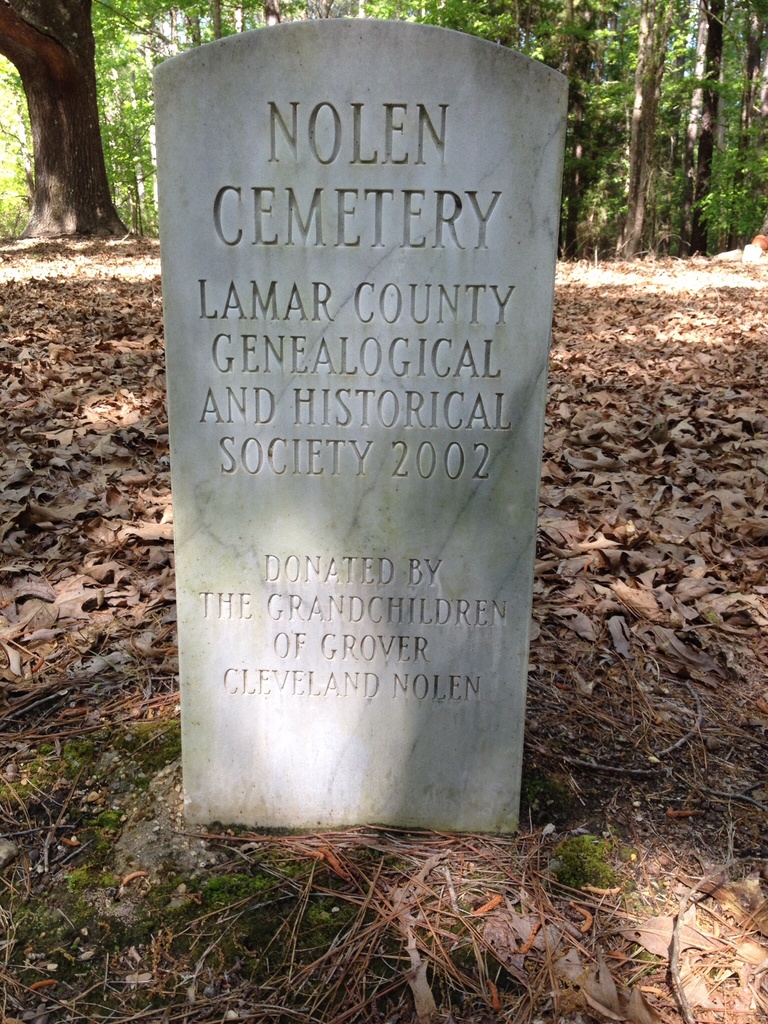 NOLEN
CEMETERY
LAMAR COUNTY
GENEALOGICAL
AND HISTORICAL
SOCIETY 2002
DONATED BY
THE GRANDCHILDREN
OF GROVER
CLEVELAND NOLEN